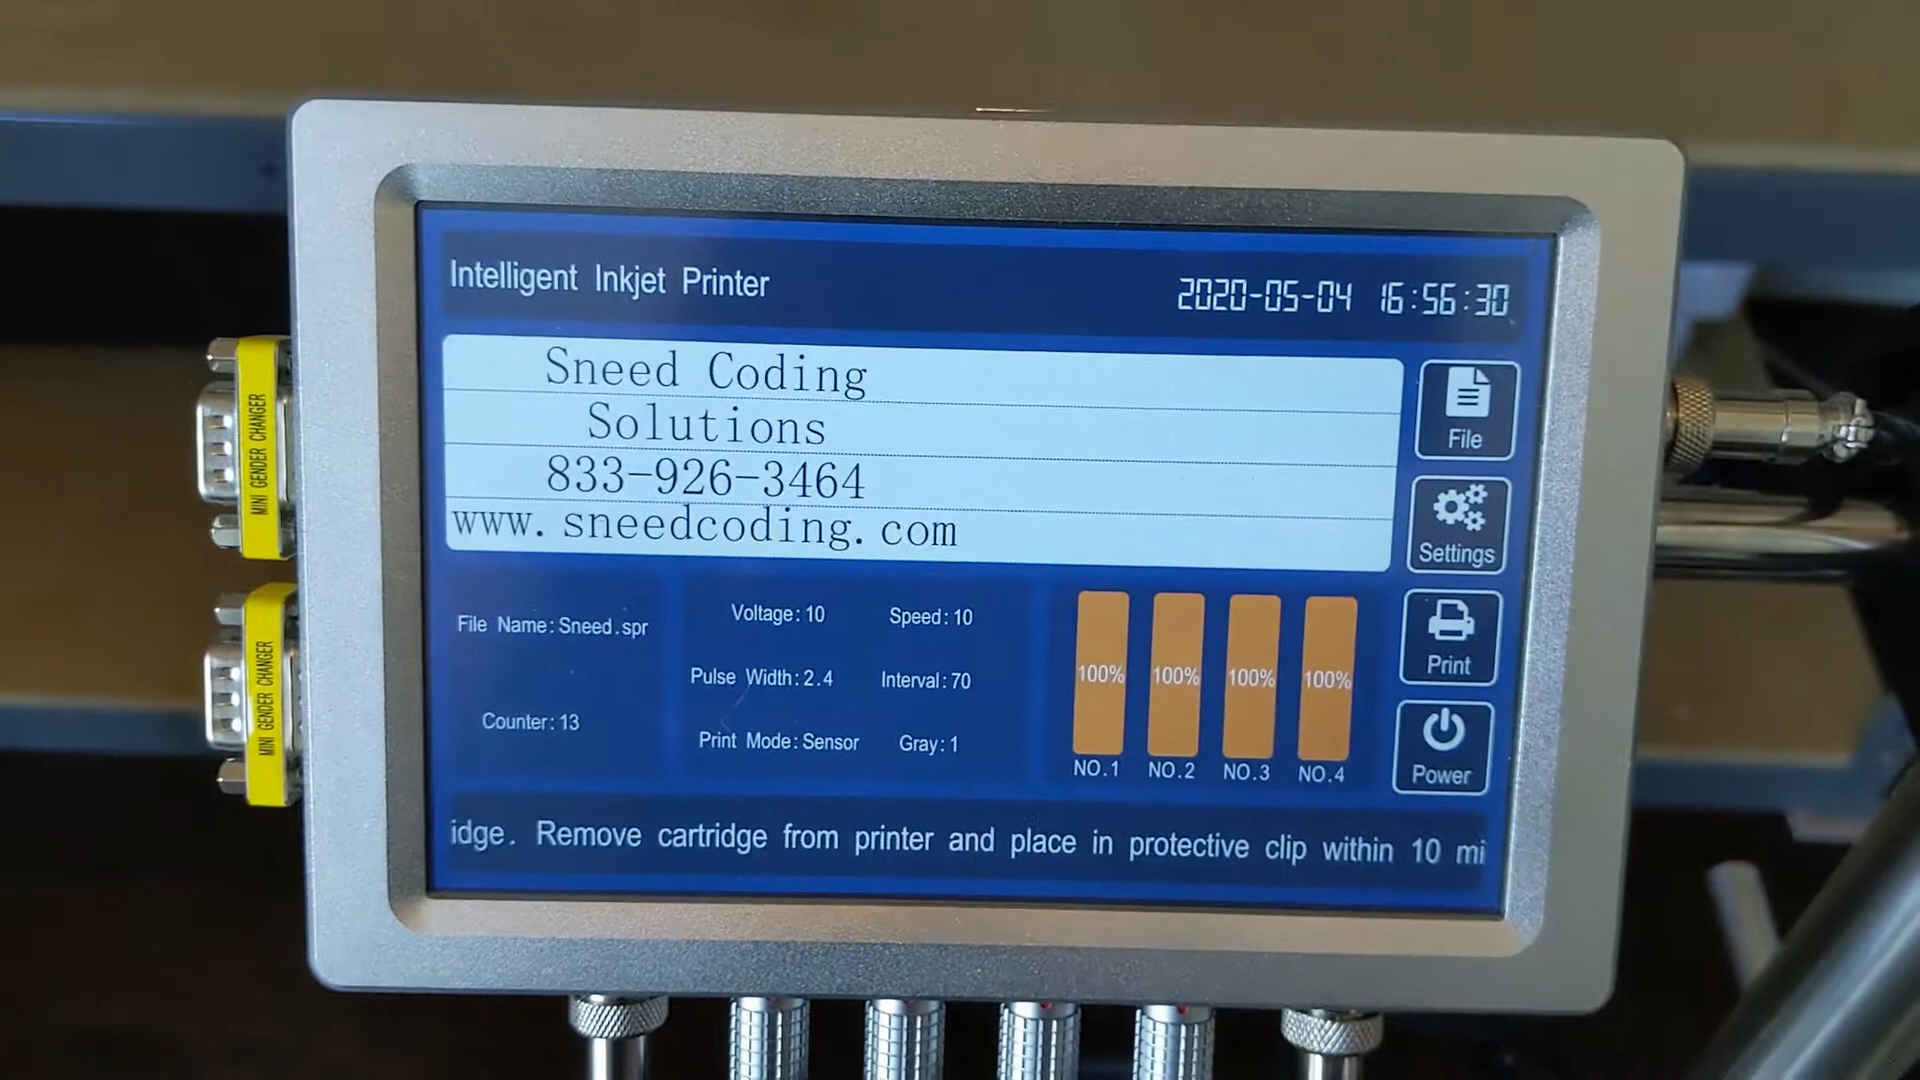 Intelligent Inkjet Printer
2020-05-04 16:56:30
Sneed Coding
Solutions
833-926-3464
www.sneedcoding.com
File
Settings
Print
Power
File Name:Sneed.spr
Counter:13
Voltage:10 Speed:10
Pulse Width:2.4 Interval:70
Print Mode:Sensor Gray:1
100% 100% 100% 100%
NO.1 NO.2 NO.3 NO.4
idge. Remove cartridge from printer and place in protective clip within 10 mi
MINI GENDER CHANGER
MINI GENDER CHANGER